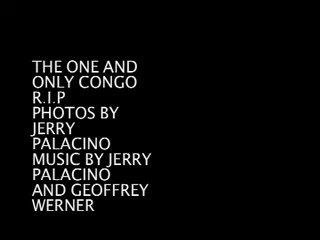 THE ONE AND
ONLY CONGO
R.I.P
PHOTOS BY
JERRY
PALACINO
MUSIC BY JERRY
PALACINO
AND GEOFFREY
WERNER